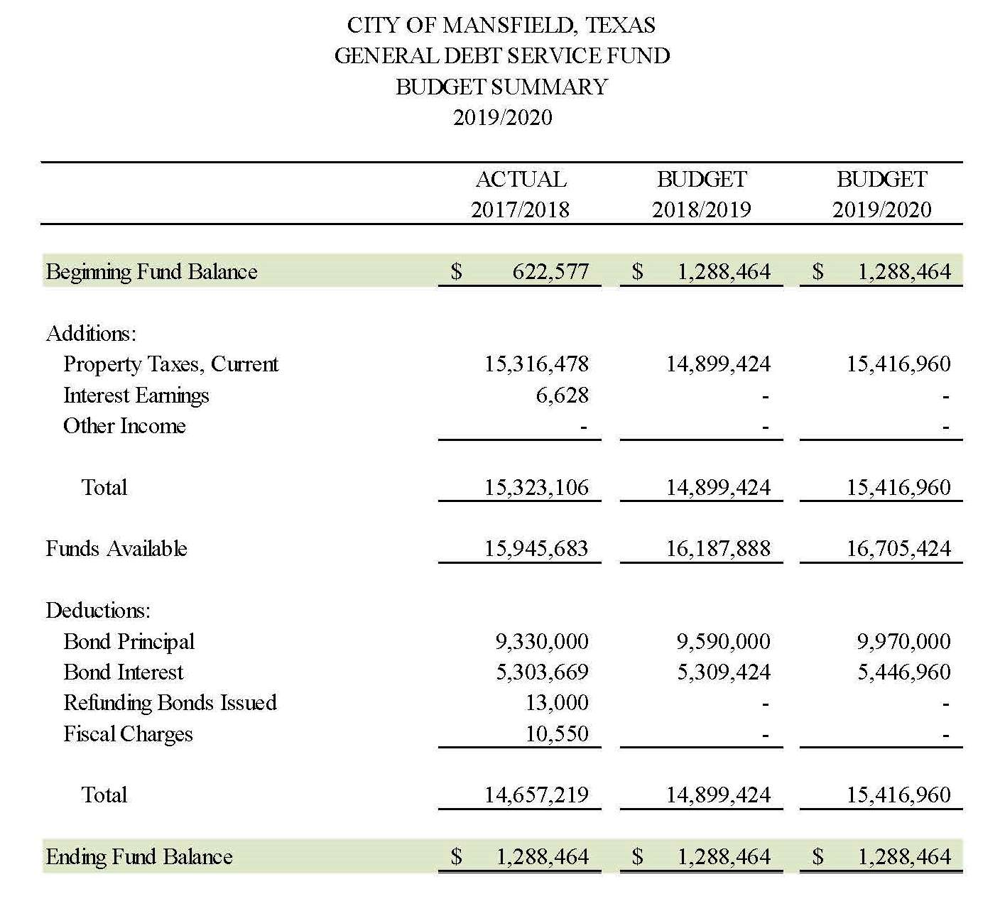 CITY OF MANSFIELD, TEXAS
GENERAL DEBT SERVICE FUND
BUDGET SUMMARY
2019/2020
ACTUAL BUDGET BUDGET
2017/2018 2018/2019 2019/2020
Beginning Fund Balance $ 622,577 $ 1,288,464 $ 1,288,464
Additions:
Property Taxes, Current 15,316,478 14,899,424 15,416,960
Interest Earnings 6,628 - -
Other Income - - -
Total 15,323,106 14,899,424 15,416,960
Funds Available 15,945,683 16,187,888 16,705,424
Deductions:
Bond Principal 9,330,000 9,590,000 9,970,000
Bond Interest 5,303,669 5,309,424 5,446,960
Refunding Bonds Issued 13,000 - -
Fiscal Charges 10,550 - -
Total 14,657,219 14,899,424 15,416,960
Ending Fund Balance $ 1,288,464 $ 1,288,464 $ 1,288,464